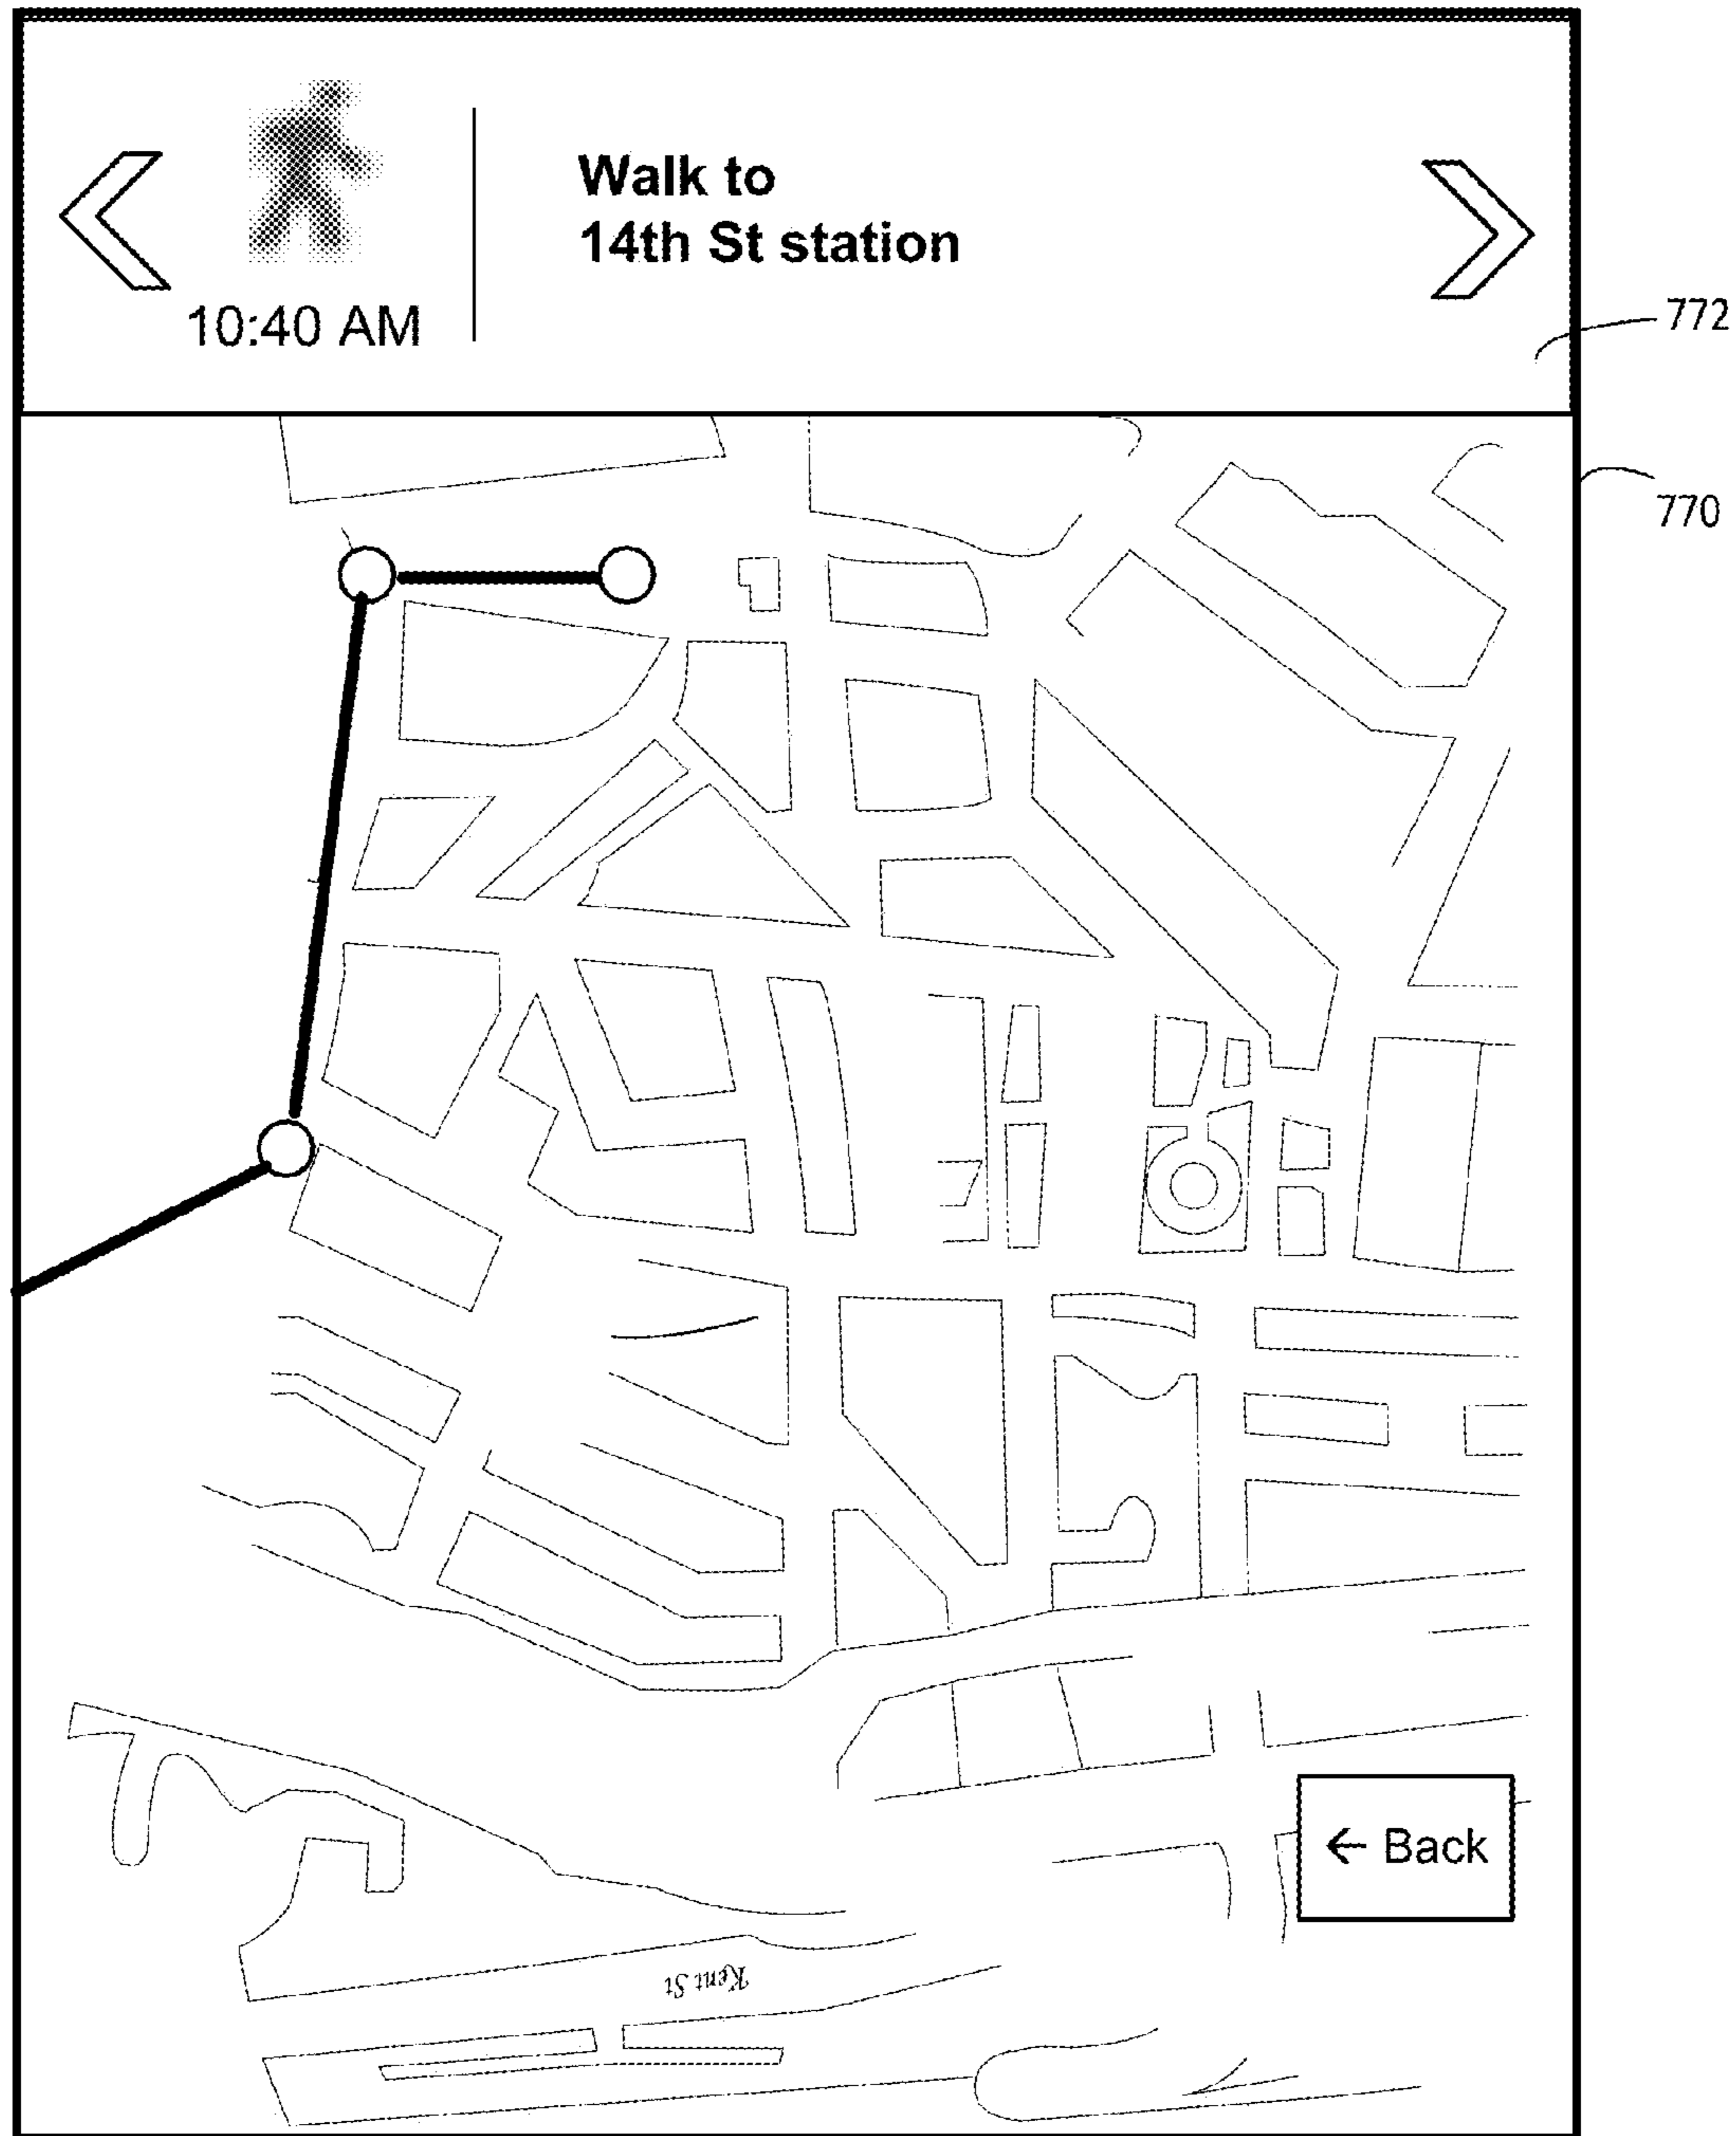 Walk to
14th St station
10:40 AM
772
770
← Back
Kent St